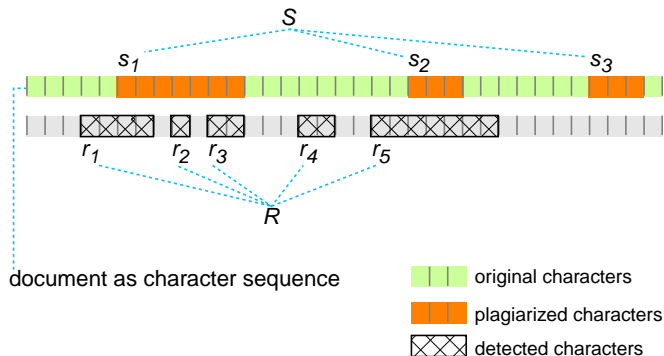 S
s1 s2 s3
r1 r2 r3 r4 r5
R
document as character sequence
original characters
plagiarized characters
detected characters